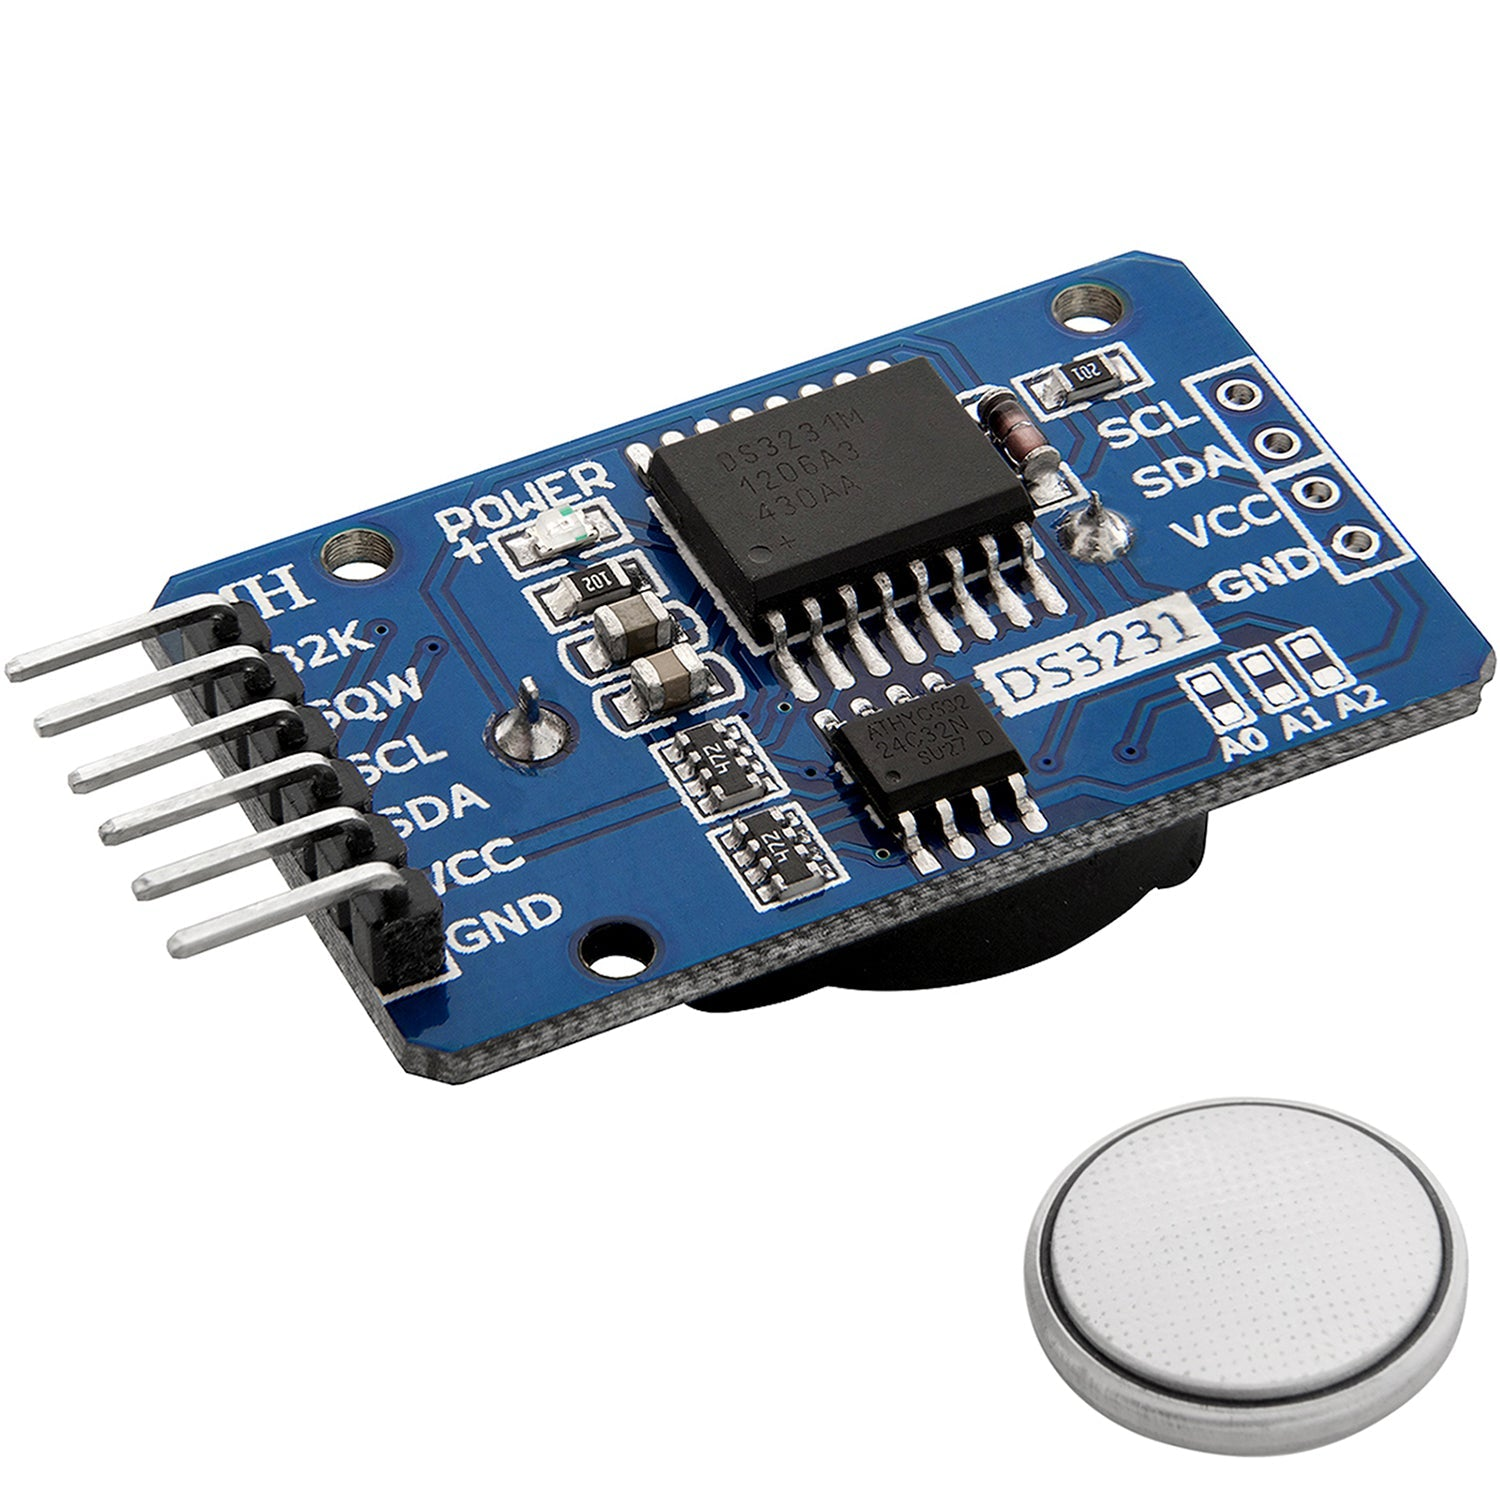 POWER
+
102
DS3231M
1206A3
430AA
+
201
SCL
SDA
VCC
GND
DS3231
A0 A1 A2
ATHYC532
24C32N
SU27 D
472
472
32K
SQW
SCL
SDA
VCC
GND